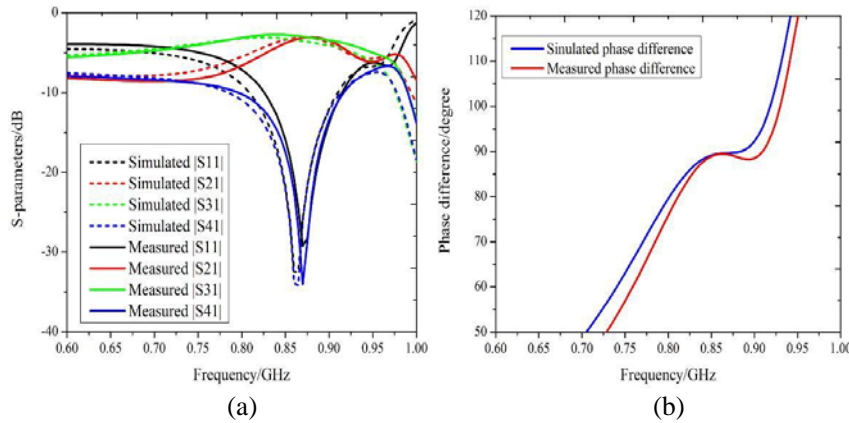 0
-10
-20
-30
-40
S-parameters/dB
Simulated |S11|
Simulated |S21|
Simulated |S31|
Simulated |S41|
Measured |S11|
Measured |S21|
Measured |S31|
Measured |S41|
0.60 0.65 0.70 0.75 0.80 0.85 0.90 0.95 1.00
Frequency/GHz
(a)
120
110
100
90
80
70
60
50
Phase difference/degree
Sinulated phase difference
Measured phase difference
0.60 0.65 0.70 0.75 0.80 0.85 0.90 0.95 1.00
Frequency/GHz
(b)